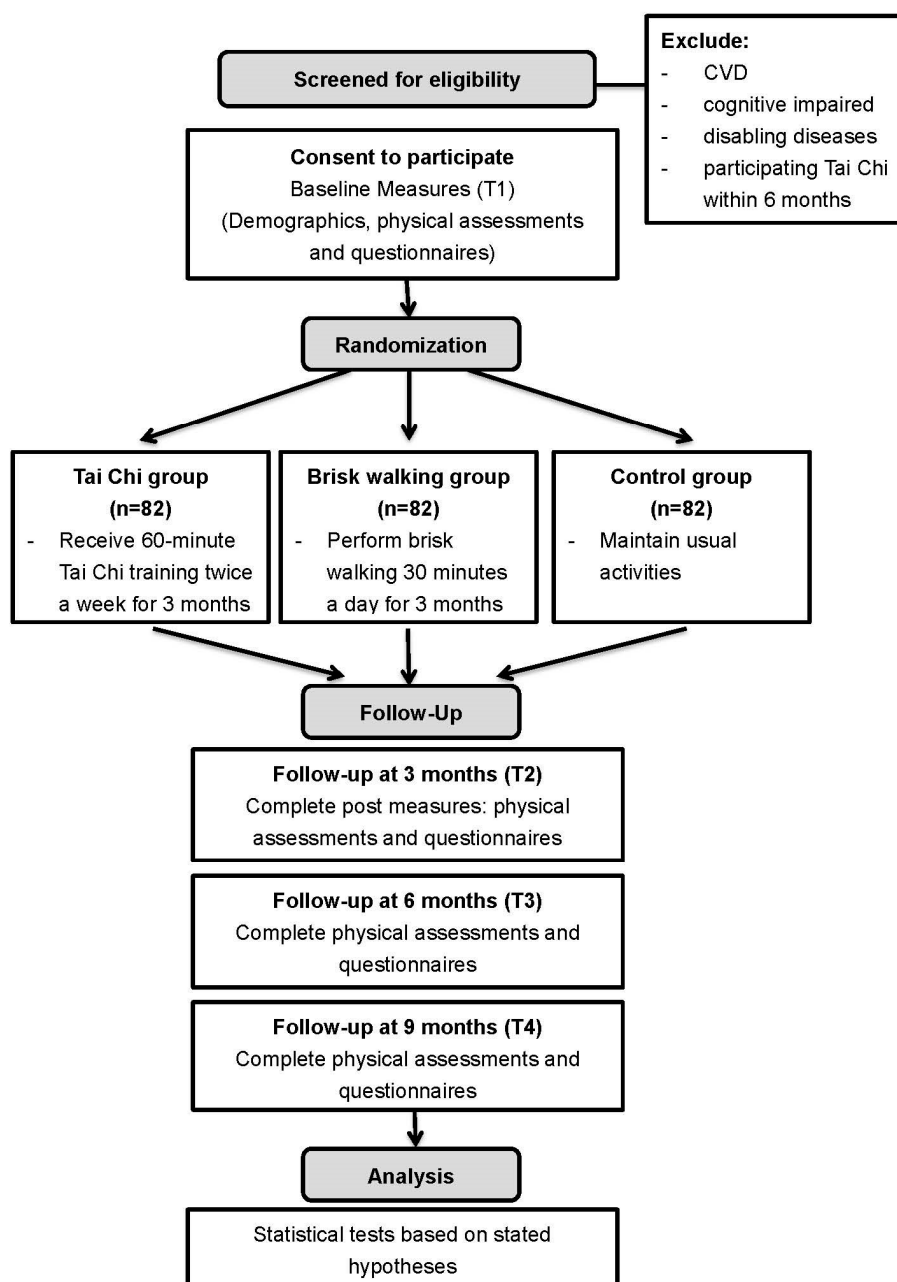 Screened for eligibility
Exclude:
- CVD
- cognitive impaired
- disabling diseases
- participating Tai Chi
within 6 months
Consent to participate
Baseline Measures (T1)
(Demographics, physical assessments
and questionnaires)
Randomization
Tai Chi group
(n=82)
- Receive 60-minute
Tai Chi training twice
a week for 3 months
Brisk walking group
(n=82)
- Perform brisk
walking 30 minutes
a day for 3 months
Control group
(n=82)
- Maintain usual
activities
Follow-Up
Follow-up at 3 months (T2)
Complete post measures: physical
assessments and questionnaires
Follow-up at 6 months (T3)
Complete physical assessments and
questionnaires
Follow-up at 9 months (T4)
Complete physical assessments and
questionnaires
Analysis
Statistical tests based on stated
hypotheses